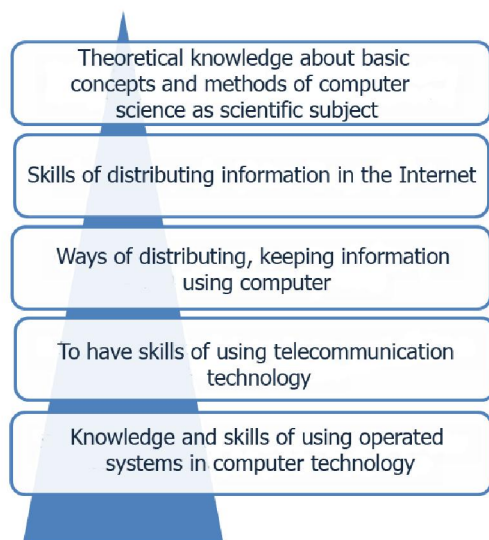 Theoretical knowledge about basic
concepts and methods of computer
science as scientific subject
Skills of distributing information in the Internet
Ways of distributing, keeping information
using computer
To have skills of using telecommunication
technology
Knowledge and skills of using operated
systems in computer technology